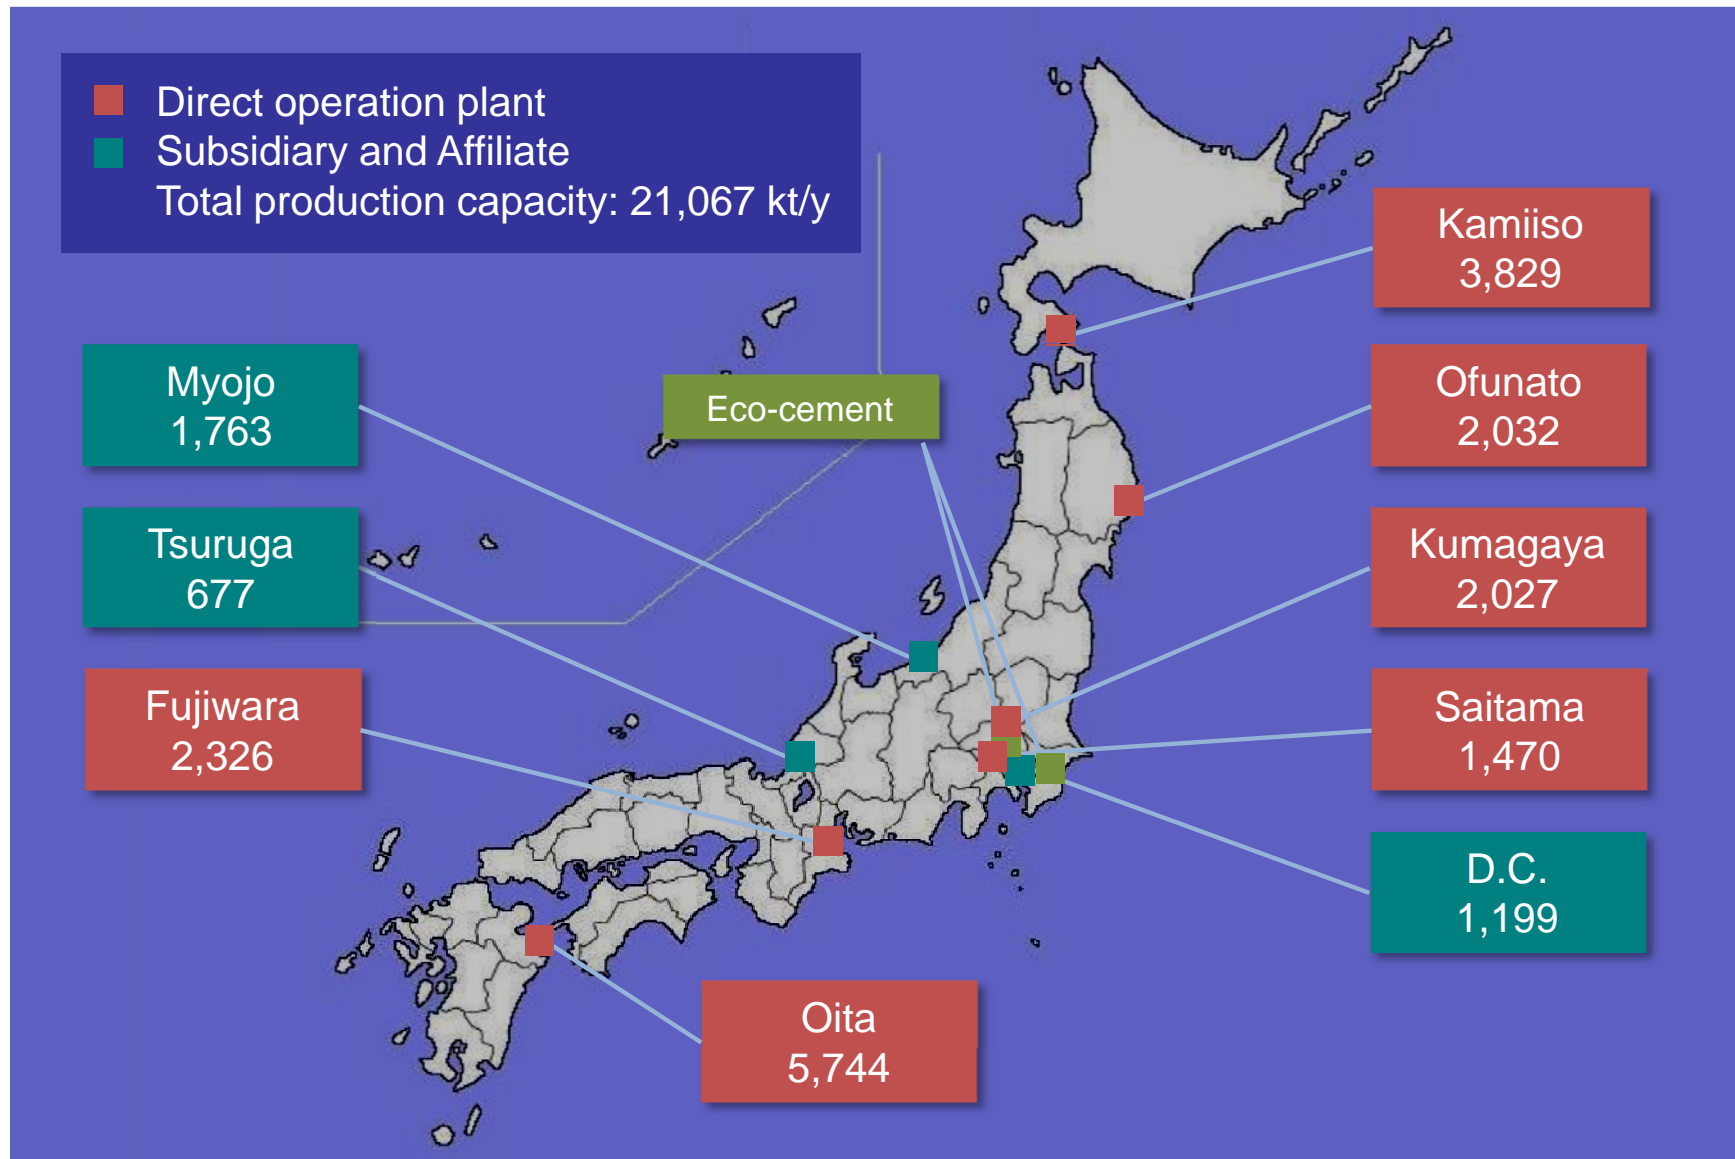 Direct operation plant
Subsidiary and Affiliate
Total production capacity: 21,067 kt/y
Kamiiso
3,829
Myojo
1,763
Eco-cement
Ofunato
2,032
Tsuruga
677
Kumagaya
2,027
Fujiwara
2,326
Saitama
1,470
D.C.
1,199
Oita
5,744